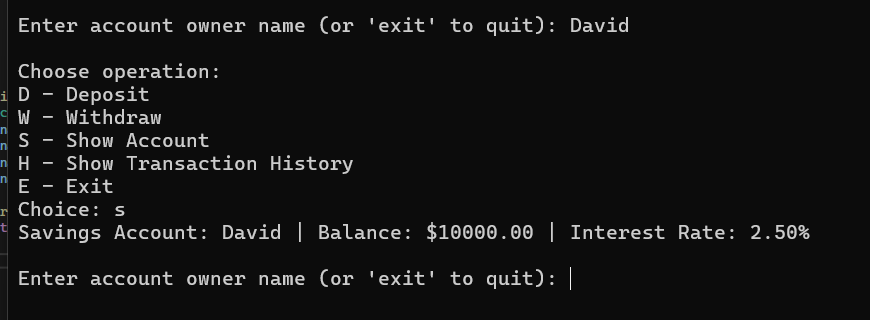 Enter account owner name (or 'exit' to quit): David
Choose operation:
D - Deposit
W - Withdraw
S - Show Account
H - Show Transaction History
E - Exit
Choice: s
Savings Account: David | Balance: $10000.00 | Interest Rate: 2.50%
Enter account owner name (or 'exit' to quit):